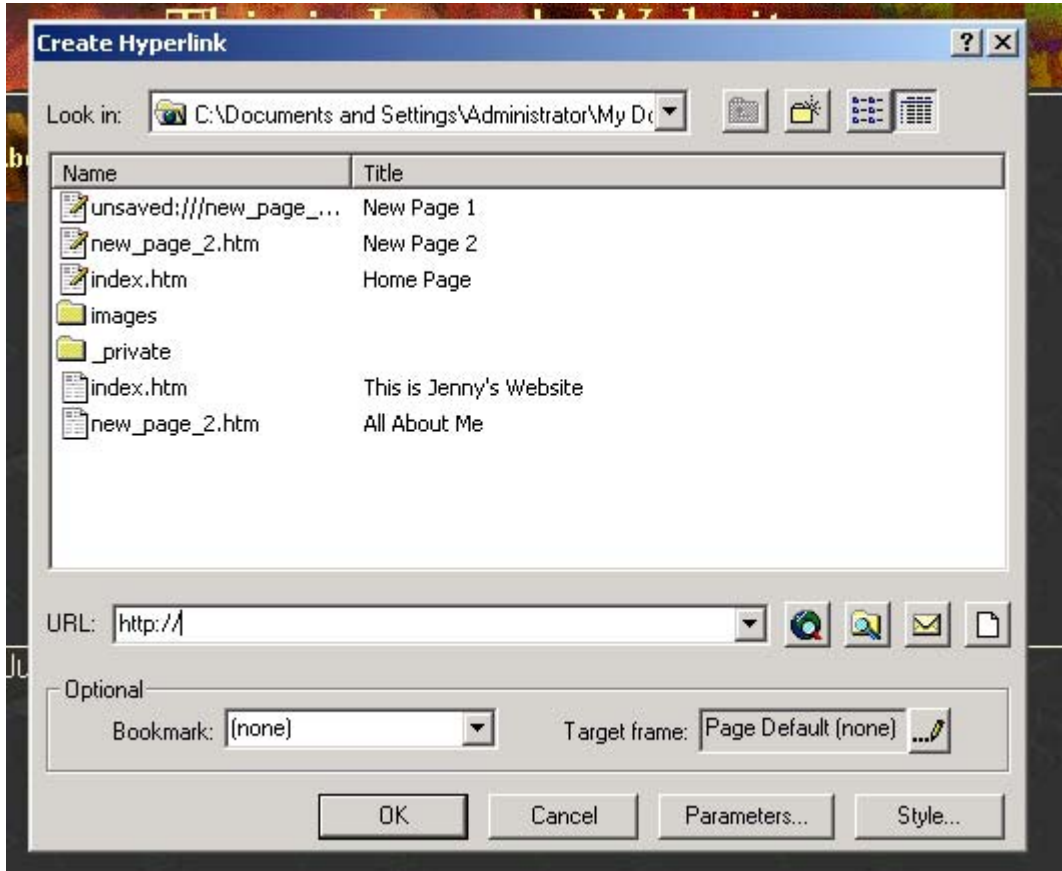 Create Hyperlink
Look in: C:\Documents and Settings\Administrator\My Do
Name Title
unsaved:///new_page_... New Page 1
new_page_2.htm New Page 2
index.htm Home Page
images
_private
index.htm This is Jenny's Website
new_page_2.htm All About Me
URL: http://
Optional
Bookmark: (none) Target frame: Page Default (none)
OK Cancel Parameters... Style...